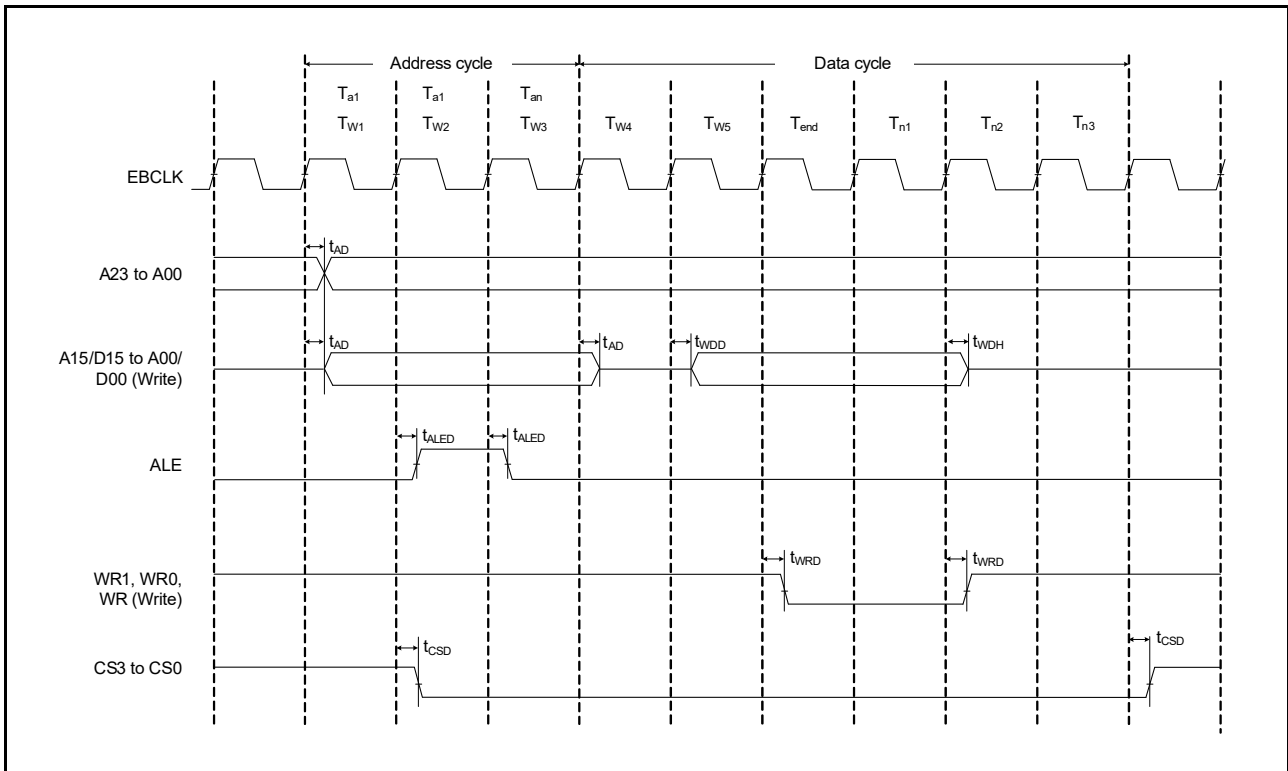 Address cycle Data cycle
Ta1 Ta1 Tan
TW1 TW2 TW3 TW4 TW5 Tend Tn1 Tn2 Tn3
EBCLK
tAD
A23 to A00
tAD tAD tWDD tWDH
A15/D15 to A00/
D00 (Write)
tALED tALED
ALE
tWRD tWRD
WR1, WR0,
WR (Write)
tCSD tCSD
CS3 to CS0